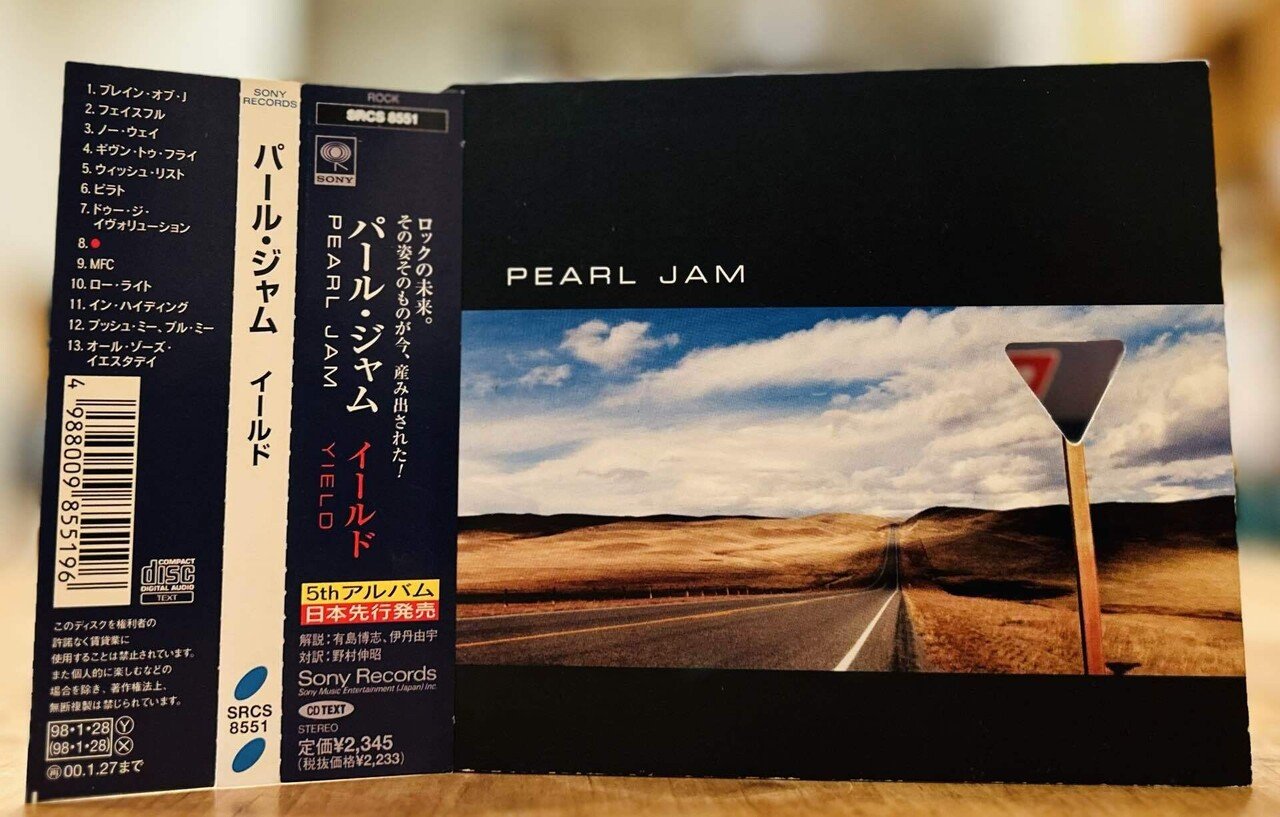 1. ブレイン・オブ・J
2. フェイスフル
3. ノー・ウェイ
4. ギヴン・トゥ・フライ
5. ウィッシュ・リスト
6. ピラト
7. ドゥー・ジ・
イヴォリューション
8. ●
9. MFC
10. ロー・ライト
11. イン・ハイディング
12. プッシュ・ミー、プル・ミー
13. オール・ゾーズ・
イエスタデイ
4 988009 855196
COMPACT
disc
DIGITAL AUDIO
TEXT
このディスクを権利者の
許諾なく賃貸業に
使用することは禁止されています。
また個人的に楽しむなどの
場合を除き、著作権法上、
無断複製は禁じられています。
98・1・28 Y
(98・1・28) X
再 00.1.27まで
SONY
RECORDS
パール・ジャム イールド
SRCS
8551
ROCK
SRCS 8551
SONY
ロックの未来。
その姿そのものが今、産み出された!
パール・ジャム イールド
PEARL JAM YIELD
5thアルバム
日本先行発売
解説:有島博志、伊丹由宇
対訳:野村伸昭
Sony Records
Sony Music Entertainment (Japan) Inc.
CD TEXT
STEREO
定価¥2,345
(税抜価格¥2,233)
PEARL JAM